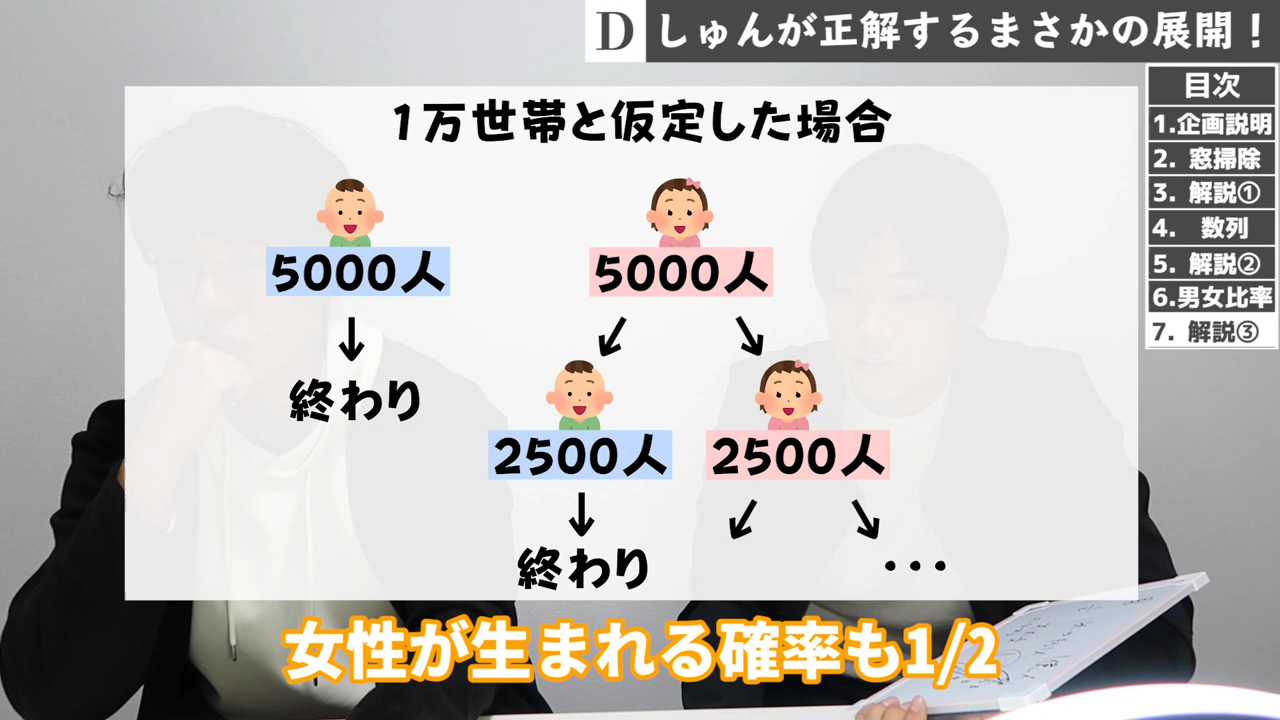 D しゅんが正解するまさかの展開！
目次
1.企画説明
2. 窓掃除
3. 解説①
4. 数列
5. 解説②
6.男女比率
7. 解説③
1万世帯と仮定した場合
5000人 5000人
↓ ↙ ↘
終わり
2500人 2500人
↓ ↙ ↘
終わり ・・・
女性が生まれる確率も1/2